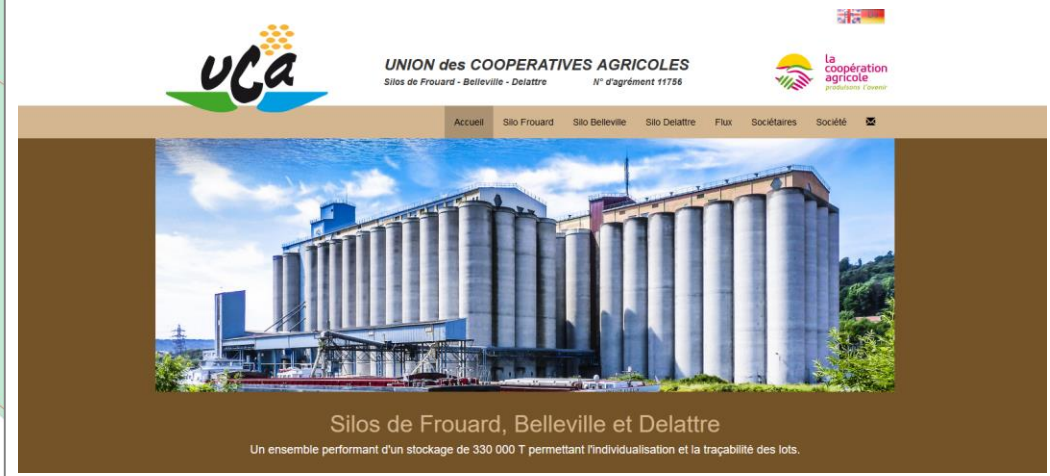 uca
UNION des COOPERATIVES AGRICOLES
Silos de Frouard - Belleville - Delattre N° d'agrément 11756
la
coopération
agricole
produisons l'avenir
Accueil Silo Frouard Silo Belleville Silo Delattre Flux Sociétaires Société
Silos de Frouard, Belleville et Delattre
Un ensemble performant d'un stockage de 330 000 T permettant l'individualisation et la traçabilité des lots.